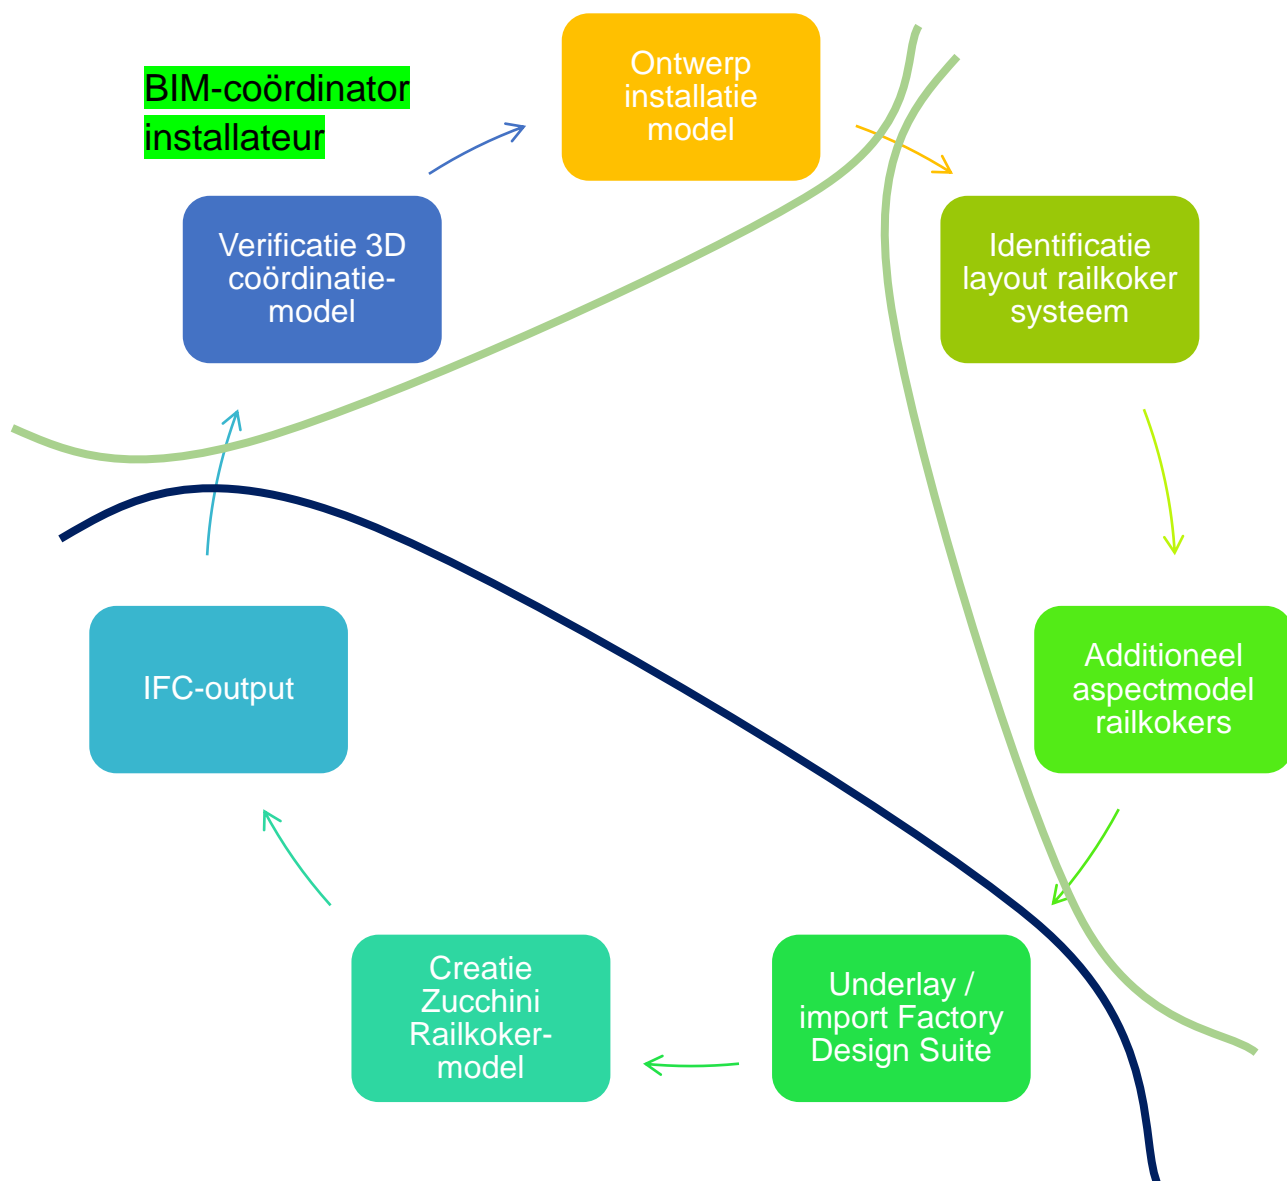 BIM-coördinator
installateur
Ontwerp
installatie
model
Identificatie
layout railkoker
systeem
Additioneel
aspectmodel
railkokers
Underlay /
import Factory
Design Suite
Creatie
Zucchini
Railkoker-
model
IFC-output
Verificatie 3D
coördinatie-
model